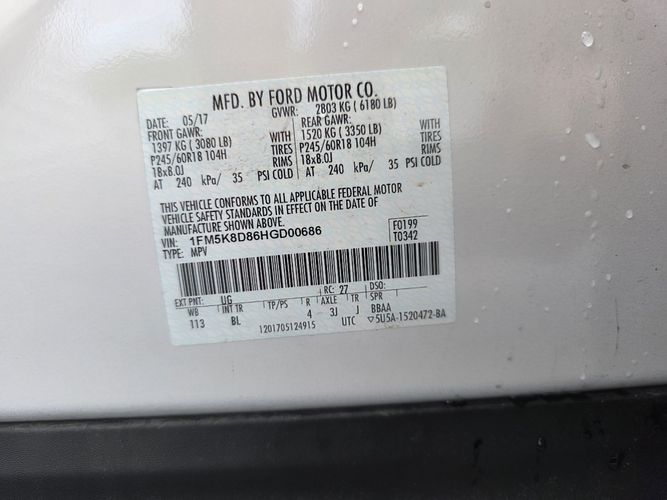 MFD. BY FORD MOTOR CO.
DATE: 05/17 GVWR: 2803 KG ( 6180 LB)
FRONT GAWR: REAR GAWR:
1397 KG ( 3080 LB) WITH 1520 KG ( 3350 LB) WITH
P245/60R18 104H TIRES P245/60R18 104H TIRES
18x8.0J RIMS 18x8.0J RIMS
AT 240 kPa/ 35 PSI COLD AT 240 kPa/ 35 PSI COLD
THIS VEHICLE CONFORMS TO ALL APPLICABLE FEDERAL MOTOR
VEHICLE SAFETY STANDARDS IN EFFECT ON THE DATE OF
MANUFACTURE SHOWN ABOVE.
VIN: 1FM5K8D86HGD00686 F0199
TYPE: MPV T0342
EXT PNT: UG RC: 27 DSO:
WB INT TR TP/PS R AXLE TR SPR
113 BL 4 3J J BBAA
1201705124915 UTC ▽5U5A-1520472-BA